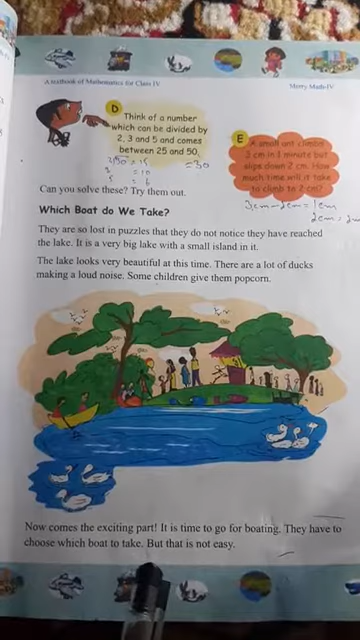 A textbook of Mathematics for Class IV
Merry Math-IV
D
Think of a number
which can be divided by
2, 3 and 5 and comes
between 25 and 50.
= 30
= 15
= 10
= 6
E
A small ant climbs
3 cm in 1 minute but
slips down 2 cm. How
much time will it take
to climb to 2 cm?
3cm - 2cm = 1cm
2cm =
Can you solve these? Try them out.
Which Boat do We Take?
They are so lost in puzzles that they do not notice they have reached
the lake. It is a very big lake with a small island in it.
The lake looks very beautiful at this time. There are a lot of ducks
making a loud noise. Some children give them popcorn.
Now comes the exciting part! It is time to go for boating. They have to
choose which boat to take. But that is not easy.